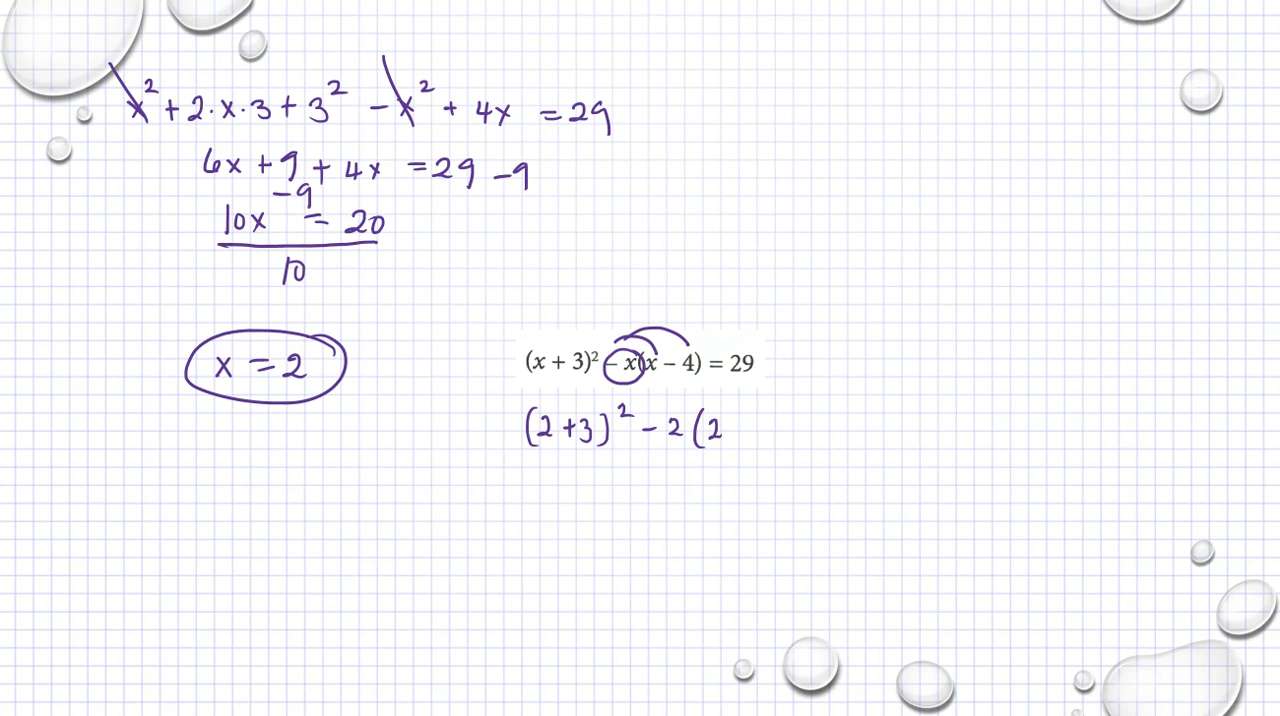 x² + 2·x·3 + 3² - x² + 4x = 29
6x + 9 + 4x = 29 - 9
- 9
10x = 20
10
x = 2
(x + 3)² − x(x − 4) = 29
(2 + 3)² - 2 (2